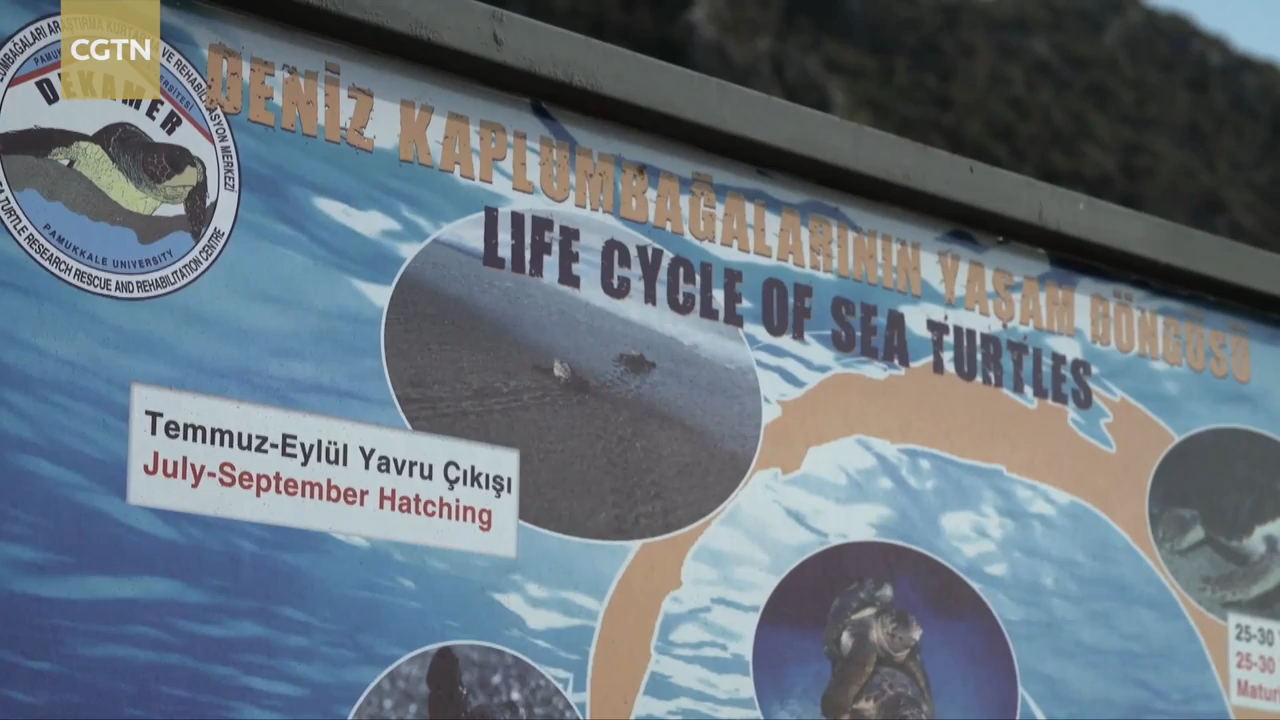 CGTN
DEKAMER
PAMUKKALE UNIVERSITY
SEA TURTLE RESEARCH RESCUE AND REHABILITATION CENTRE
DENİZ KAPLUMBAĞALARININ YAŞAM DÖNGÜSÜ
LIFE CYCLE OF SEA TURTLES
Temmuz-Eylül Yavru Çıkışı
July-September Hatching
25-30
25-30